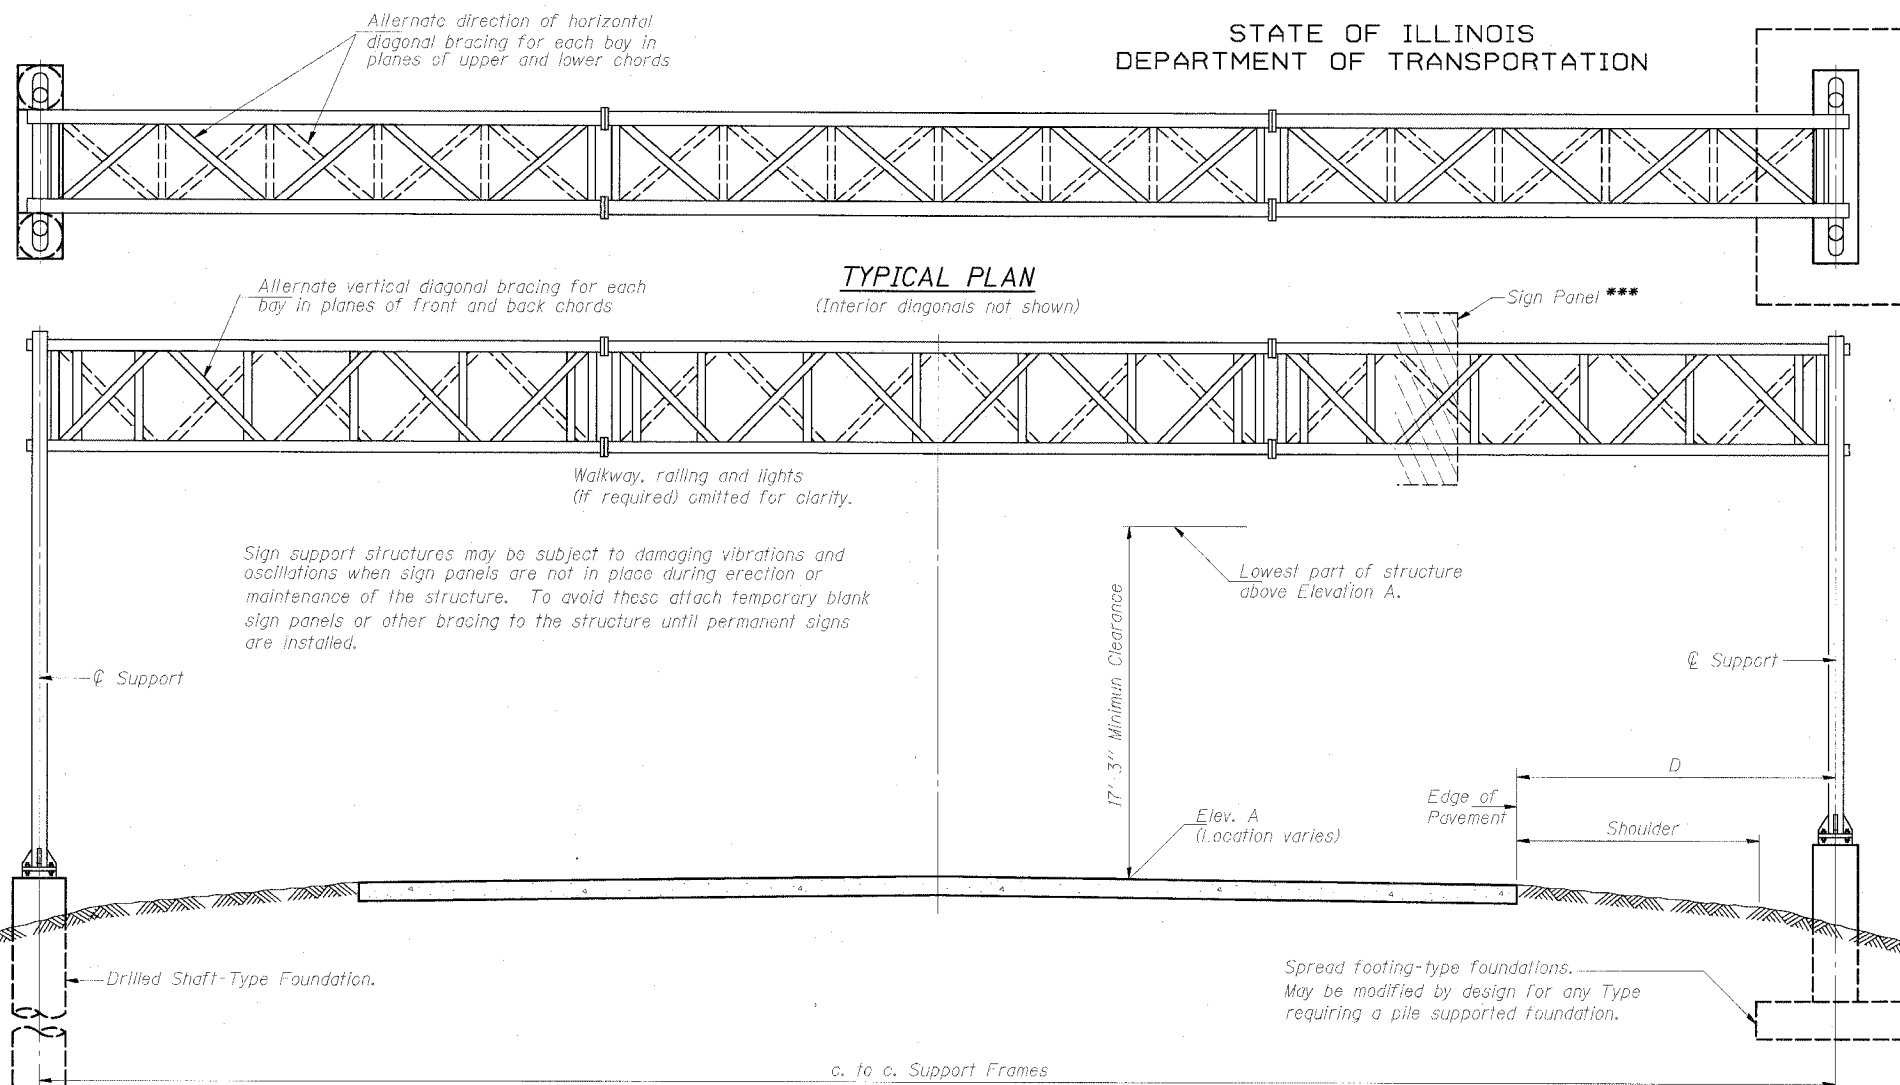 Alternate direction of horizontal
diagonal bracing for each bay in
planes of upper and lower chords
STATE OF ILLINOIS
DEPARTMENT OF TRANSPORTATION
TYPICAL PLAN
(Interior diagonals not shown)
Alternate vertical diagonal bracing for each
bay in planes of front and back chords
Sign Panel ***
Walkway, railing and lights
(if required) omitted for clarity.
Sign support structures may be subject to damaging vibrations and
oscillations when sign panels are not in place during erection or
maintenance of the structure. To avoid these attach temporary blank
sign panels or other bracing to the structure until permanent signs
are installed.
Lowest part of structure
above Elevation A.
17' 3" Minimun Clearance
℄ Support
℄ Support
D
Edge of
Pavement
Shoulder
Elev. A
(Location varies)
Drilled Shaft-Type Foundation.
Spread footing-type foundations.
May be modified by design for any Type
requiring a pile supported foundation.
c. to c. Support Frames